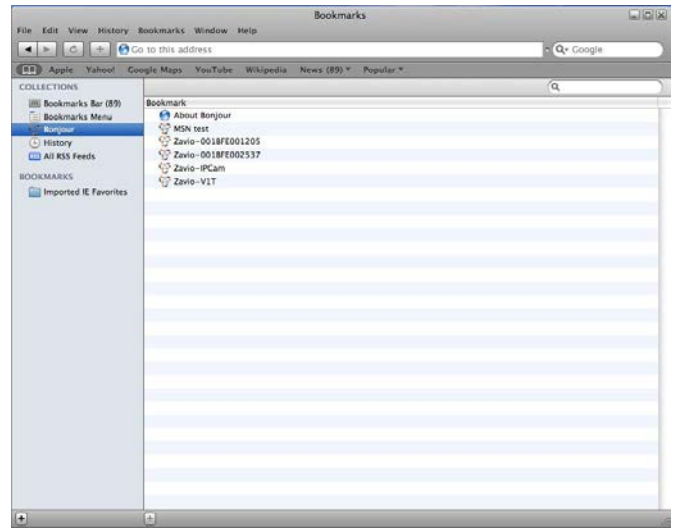 Bookmarks
File Edit View History Bookmarks Window Help
Go to this address
Google
Apple Yahoo! Google Maps YouTube Wikipedia News (89) Popular
COLLECTIONS
Bookmark
Bookmarks Bar (89)
About Bonjour
Bookmarks Menu
MSN test
Bonjour
Zavio-0018FE001205
History
Zavio-0018FE002537
All RSS Feeds
Zavio-IPCam
Zavio-V1T
BOOKMARKS
Imported IE Favorites